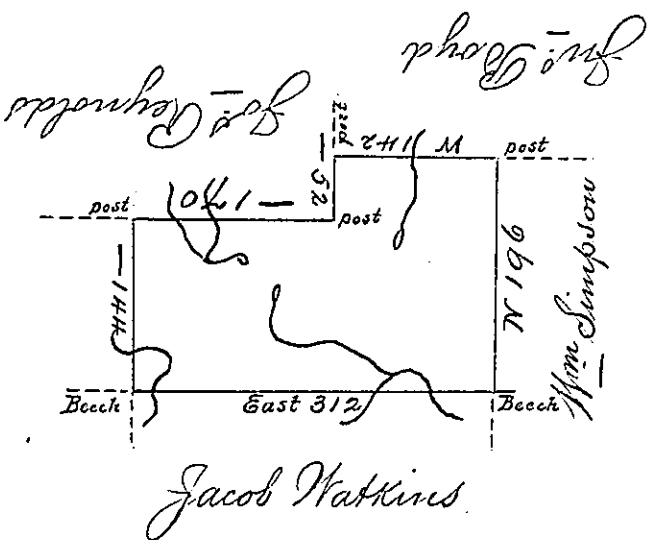 Jno. Boyd
Jos. Reynolds
post
W 142
post
— 52
— 170
post
post
— 144
N 196
Wm Simpson
Beech
East 312
Beech
Jacob Watkins